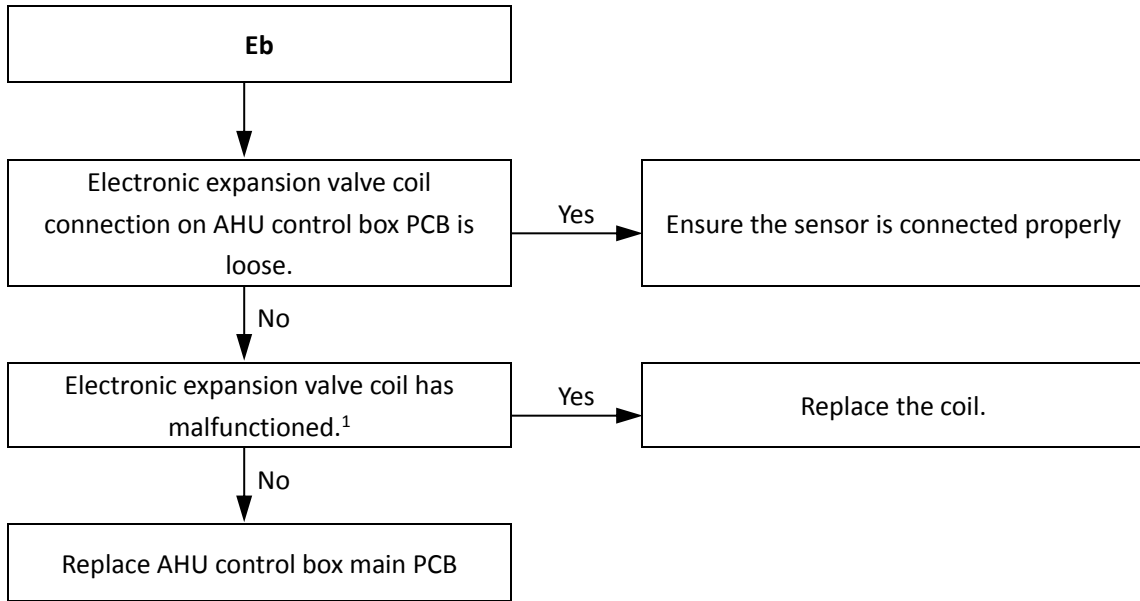 Eb
Electronic expansion valve coil
connection on AHU control box PCB is
loose.
Yes
Ensure the sensor is connected properly
No
Electronic expansion valve coil has
malfunctioned.1
Yes
Replace the coil.
No
Replace AHU control box main PCB